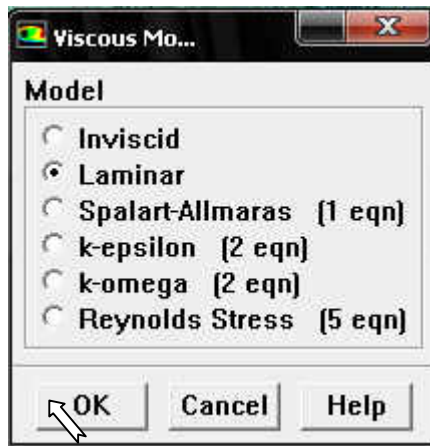 Viscous Mo...
Model
Inviscid
Laminar
Spalart-Allmaras (1 eqn)
k-epsilon (2 eqn)
k-omega (2 eqn)
Reynolds Stress (5 eqn)
OK Cancel Help